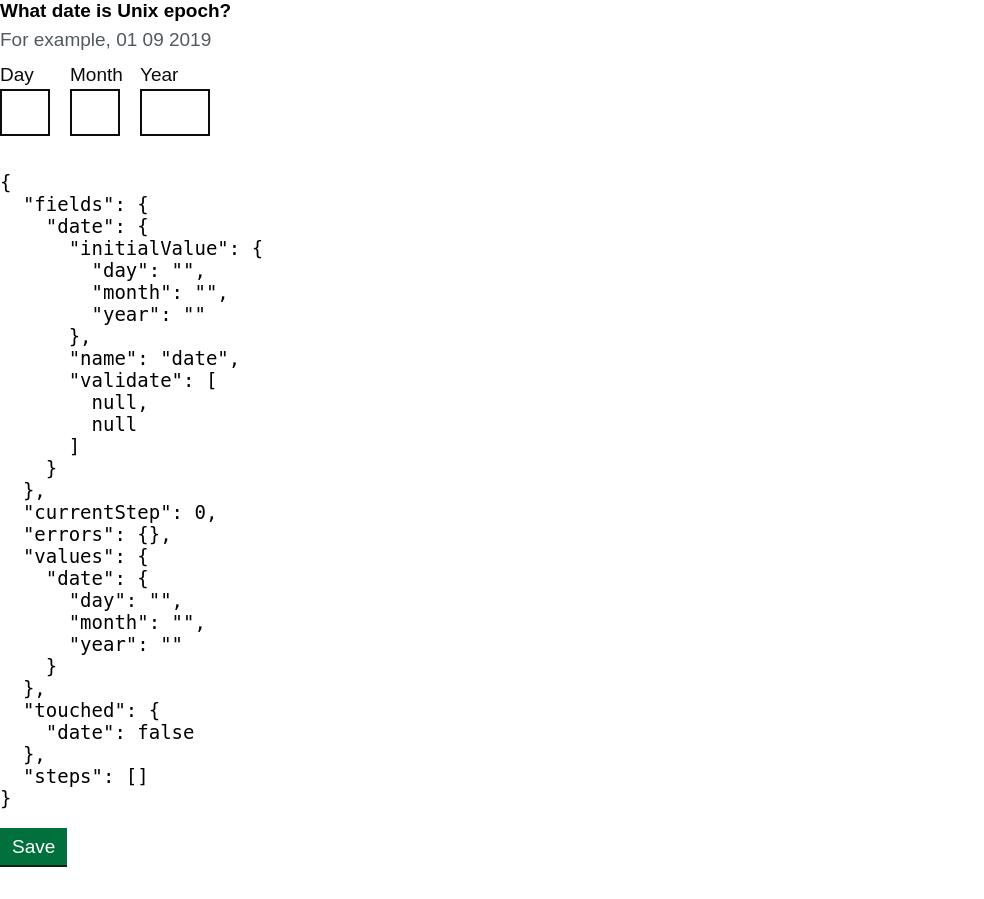 What date is Unix epoch?
For example, 01 09 2019
Day Month Year
{
  "fields": {
    "date": {
      "initialValue": {
        "day": "",
        "month": "",
        "year": ""
      },
      "name": "date",
      "validate": [
        null,
        null
      ]
    }
  },
  "currentStep": 0,
  "errors": {},
  "values": {
    "date": {
      "day": "",
      "month": "",
      "year": ""
    }
  },
  "touched": {
    "date": false
  },
  "steps": []
}
Save